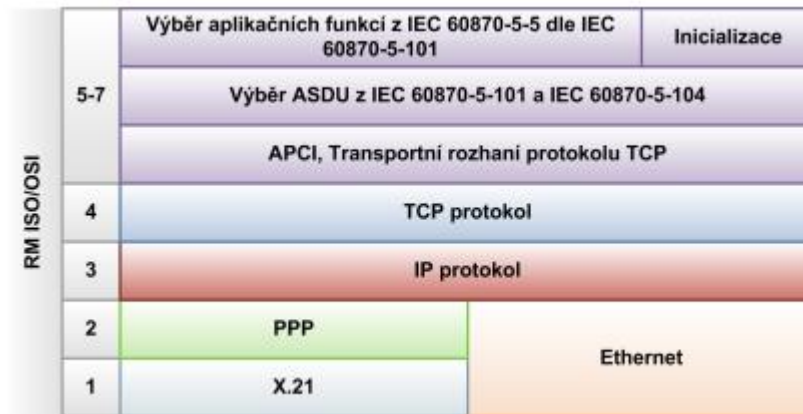 RM ISO/OSI
5-7
Výběr aplikačních funkcí z IEC 60870-5-5 dle IEC
60870-5-101
Inicializace
Výběr ASDU z IEC 60870-5-101 a IEC 60870-5-104
APCI, Transportní rozhaní protokolu TCP
4
TCP protokol
3
IP protokol
2
PPP
Ethernet
1
X.21